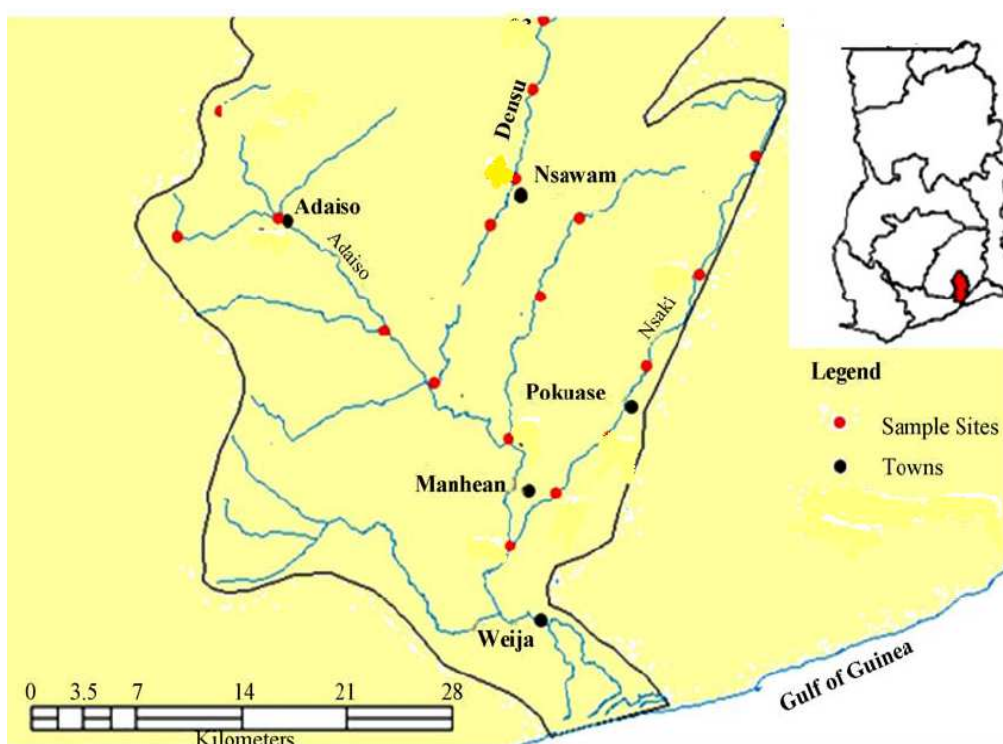 Densu
Nsawam
Adaiso
Adaiso
Nsaki
Pokuase
Manhean
Weija
Gulf of Guinea
Legend
Sample Sites
Towns
0 3.5 7 14 21 28
Kilometers